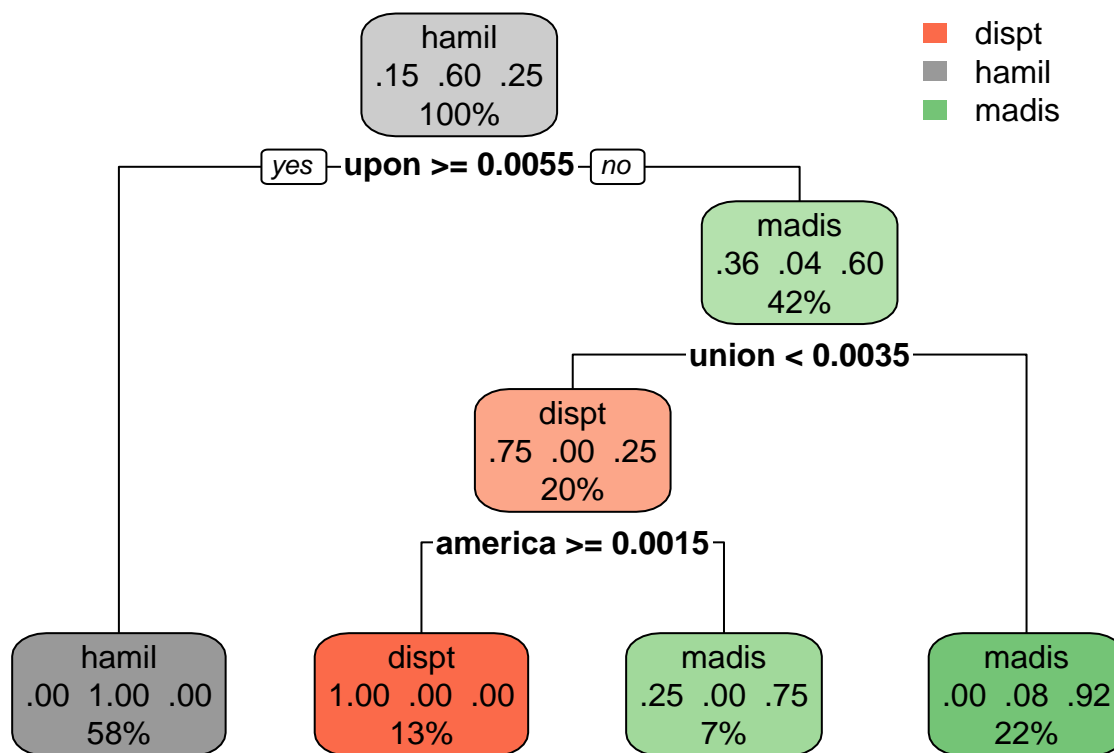 hamil
.15 .60 .25
100%
dispt
hamil
madis
yes upon >= 0.0055 no
madis
.36 .04 .60
42%
union < 0.0035
dispt
.75 .00 .25
20%
america >= 0.0015
hamil
.00 1.00 .00
58%
dispt
1.00 .00 .00
13%
madis
.25 .00 .75
7%
madis
.00 .08 .92
22%